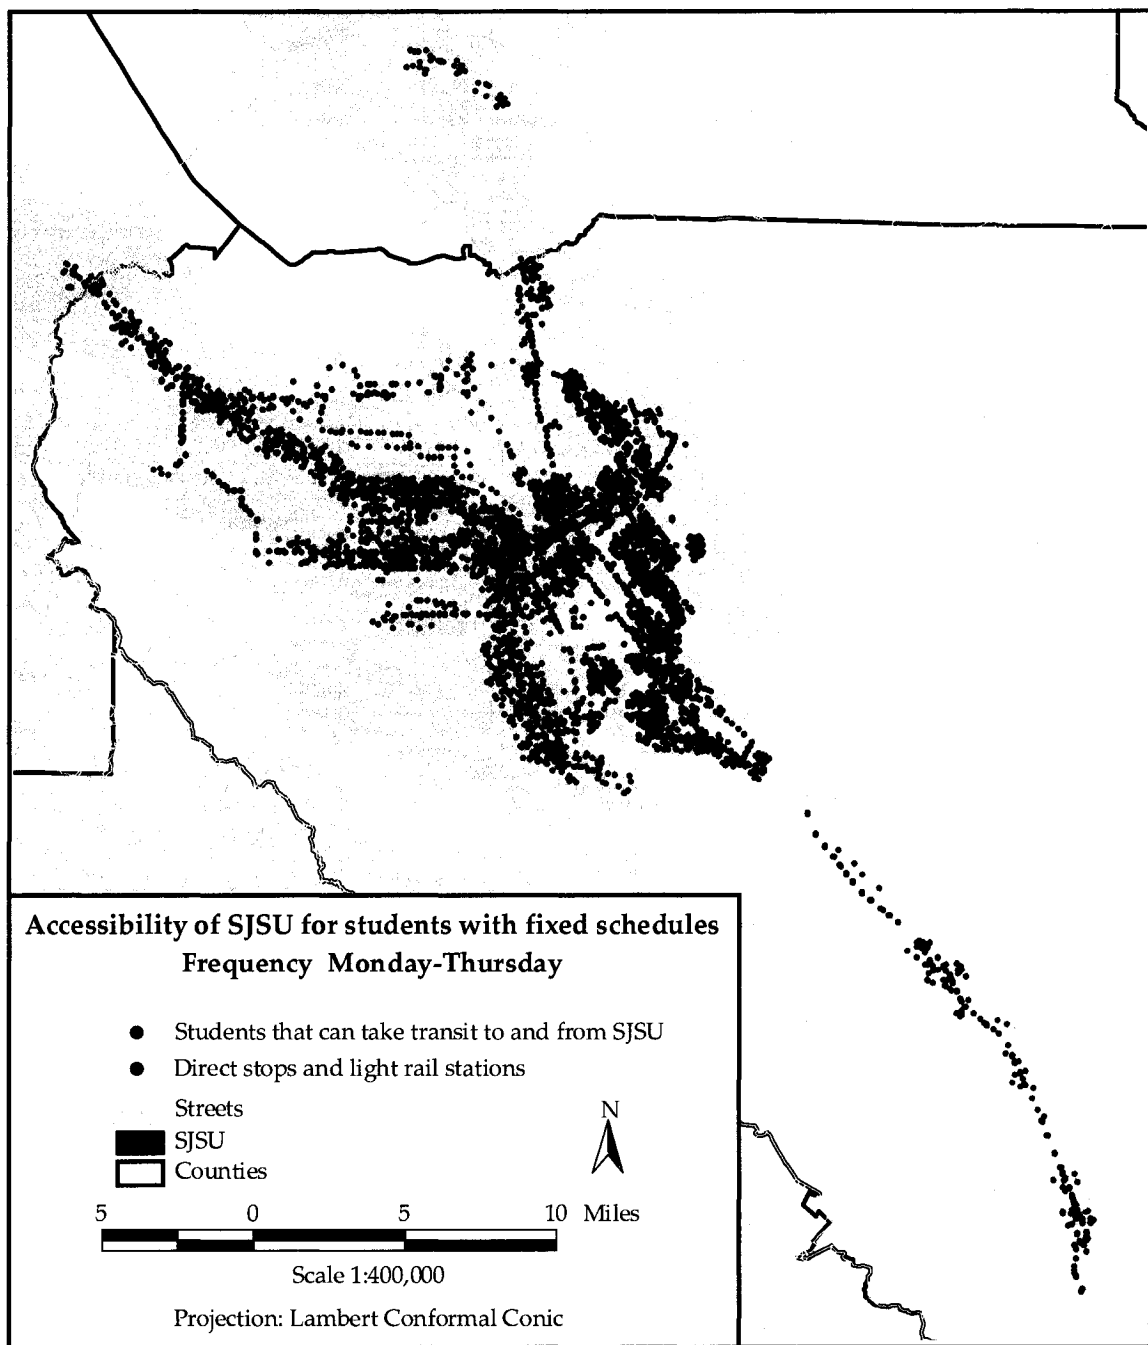 Accessibility of SJSU for students with fixed schedules
Frequency Monday-Thursday
Students that can take transit to and from SJSU
Direct stops and light rail stations
Streets
SJSU
Counties
N
5 0 5 10 Miles
Scale 1:400,000
Projection: Lambert Conformal Conic